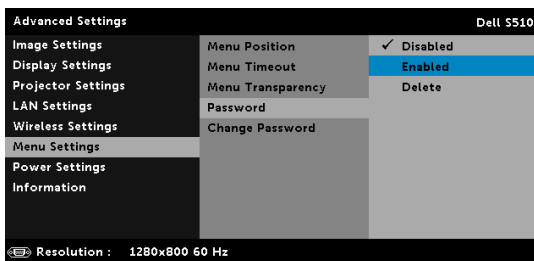 Advanced Settings
Dell S510
Image Settings
Display Settings
Projector Settings
LAN Settings
Wireless Settings
Menu Settings
Power Settings
Information
Menu Position
Menu Timeout
Menu Transparency
Password
Change Password
✓ Disabled
Enabled
Delete
Resolution : 1280x800 60 Hz